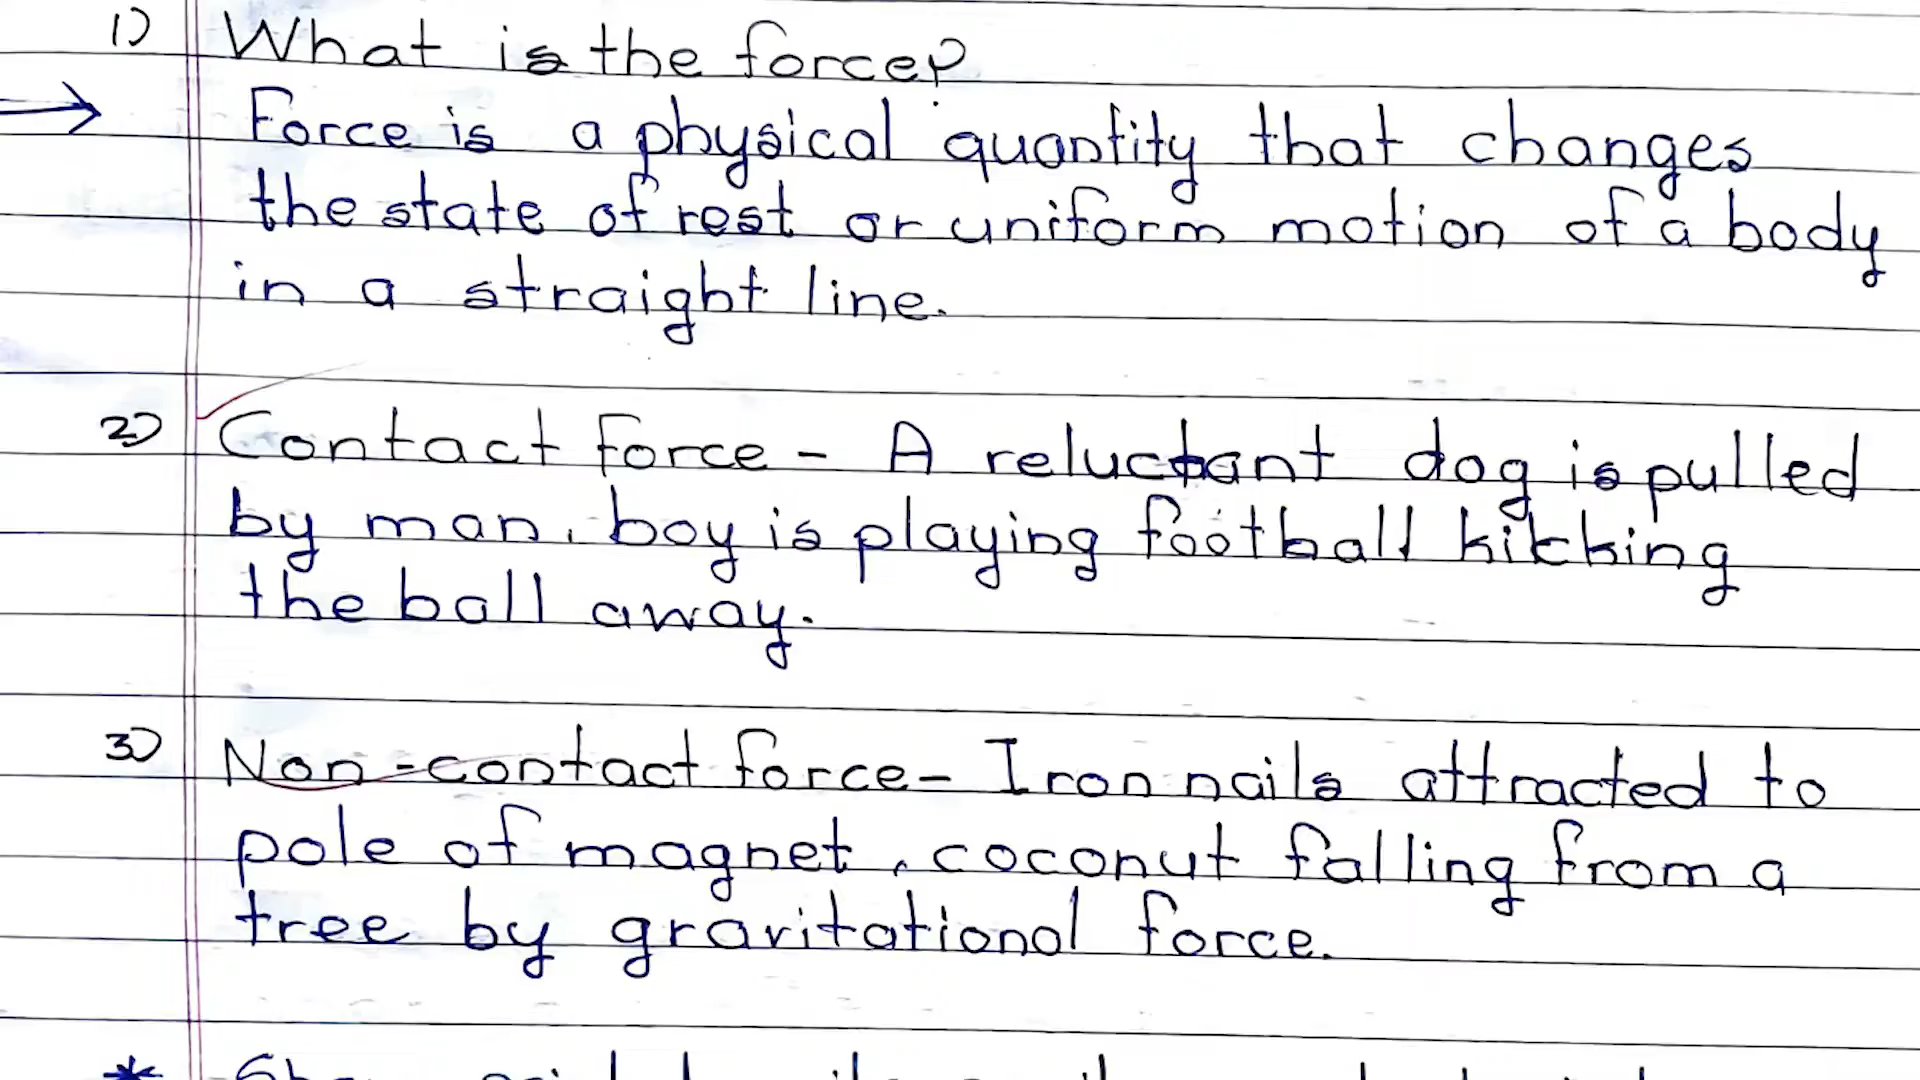 1) What is the force?
→ Force is a physical quantity that changes
the state of rest or uniform motion of a body
in a straight line.
2) Contact force - A reluctant dog is pulled
by man, boy is playing football kicking
the ball away.
3) Non-contact force - Iron nails attracted to
pole of magnet, coconut falling from a
tree by gravitational force.
*